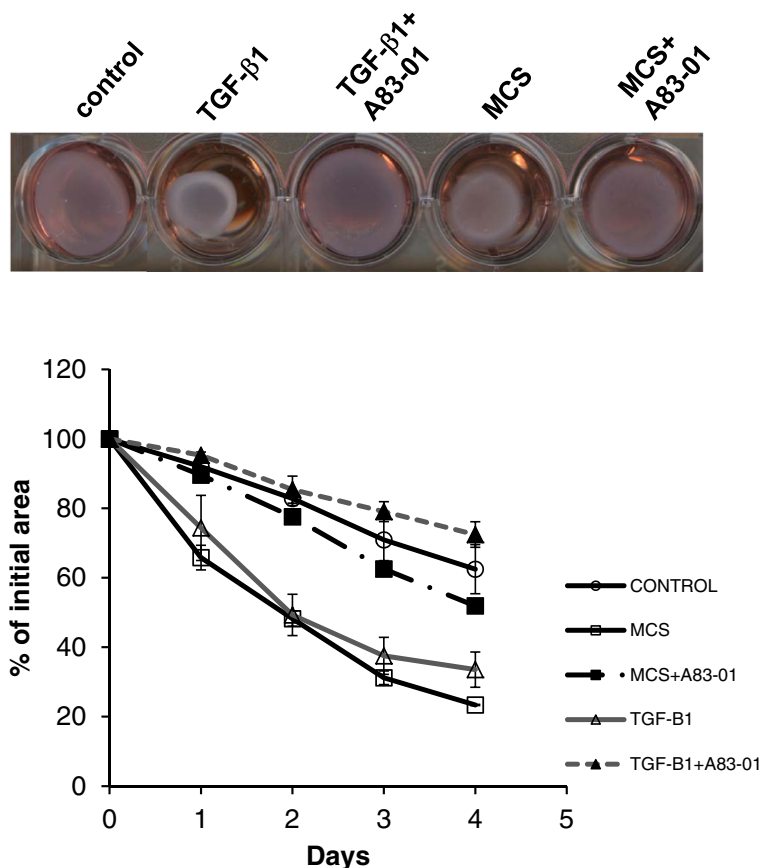 control
TGF-β1
TGF-β1+
A83-01
MCS
MCS+
A83-01
120
100
80
60
40
20
0
% of initial area
0 1 2 3 4 5
Days
CONTROL
MCS
MCS+A83-01
TGF-B1
TGF-B1+A83-01